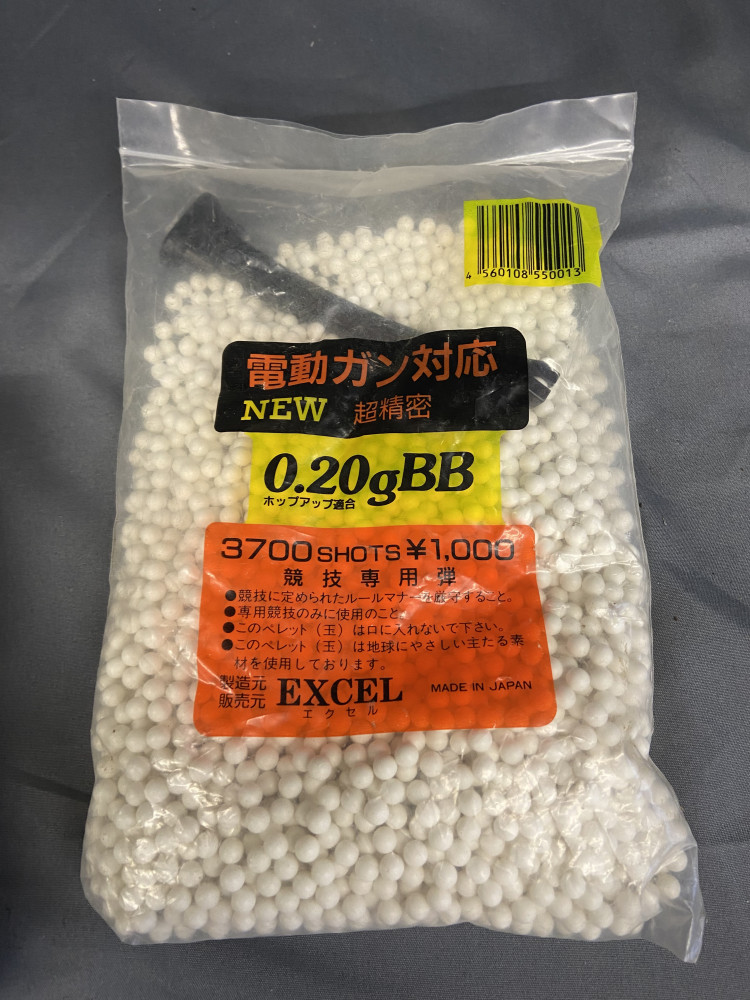 4 560108 550013
電動ガン対応
NEW 超精密
0.20gBB
ホップアップ適合
3700 SHOTS ¥1,000
競技専用弾
●競技に定められたルールマナーを厳守すること。
●専用競技のみに使用のこと。
●このペレット(玉)は口に入れないで下さい。
●このペレット(玉)は地球にやさしい主たる素
材を使用しております。
製造元
販売元 EXCEL MADE IN JAPAN
エクセル